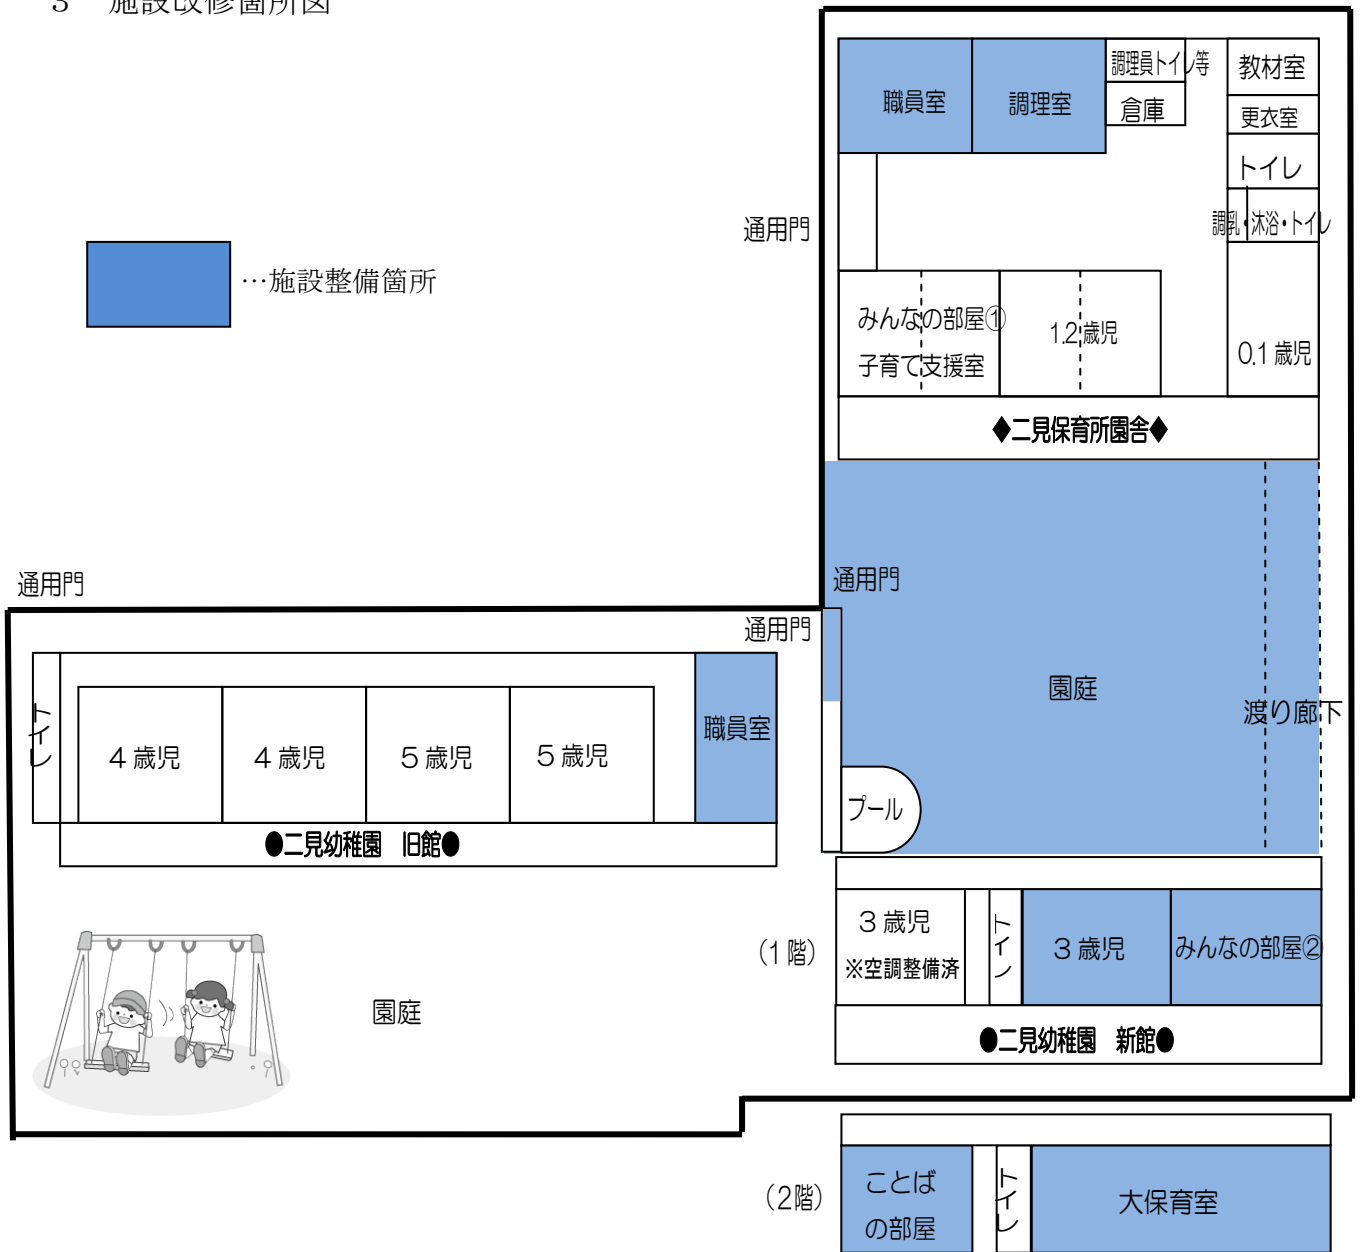 3　施設改修箇所図
…施設整備箇所
職員室
調理室
調理員トイレ等
倉庫
教材室
更衣室
トイレ
調乳・沐浴・トイレ
通用門
みんなの部屋①
子育て支援室
1.2歳児
0.1歳児
◆二見保育所園舎◆
通用門
通用門
通用門
園庭
渡り廊下
プール
トイレ
4歳児
4歳児
5歳児
5歳児
職員室
●二見幼稚園　旧館●
園庭
(1階)
3歳児
※空調整備済
トイレ
3歳児
みんなの部屋②
●二見幼稚園　新館●
(2階)
ことば
の部屋
トイレ
大保育室